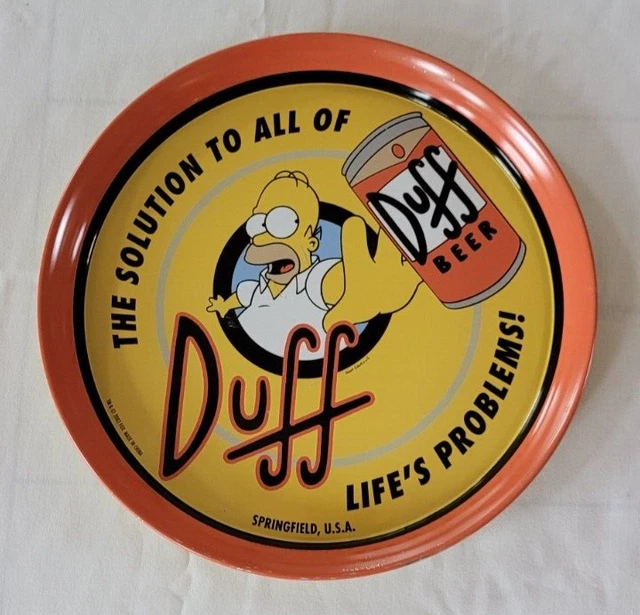 THE SOLUTION TO ALL OF
Duff
BEER
Duff
LIFE'S PROBLEMS!
SPRINGFIELD, U.S.A.